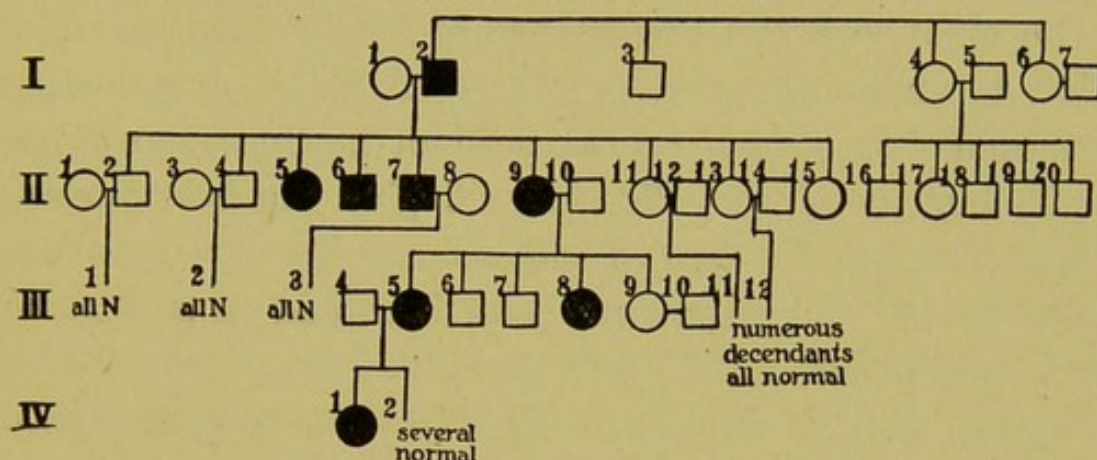 1 2 3 4 5 6 7
I
1 2 3 4 5 6 7 8 9 10 11 12 13 14 15 16 17 18 19 20
II
1 2 3 4 5 6 7 8 9 10 11 12
III all N all N all N
numerous
decendants
all normal
1 2
IV
several
normal